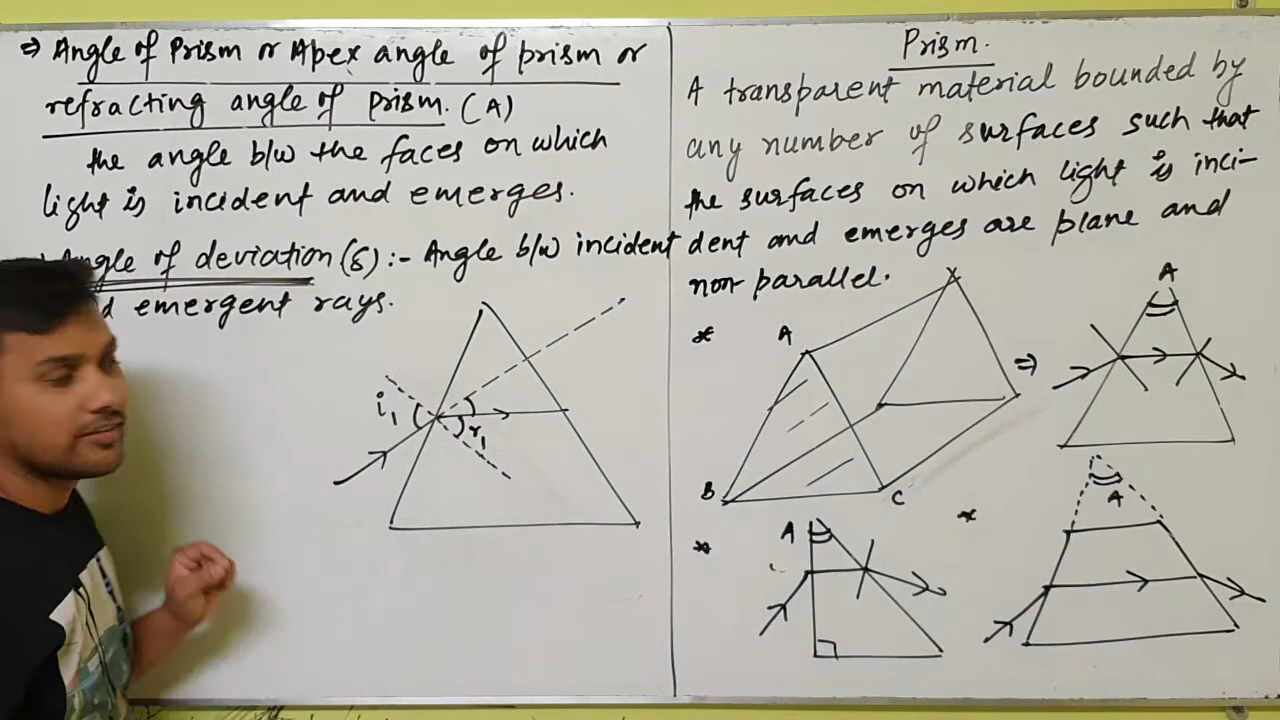 ⇒ Angle of Prism or Apex angle of prism or
refracting angle of prism. (A)
the angle b/w the faces on which
light is incident and emerges.
Angle of deviation (δ) :- Angle b/w incident
emergent rays.
i₁
r₁
Prism.
A transparent material bounded by
any number of surfaces such that
the surfaces on which light is inci-
dent and emerges are plane and
non parallel.
*
A
B
C
⇒
A
*
A
*
A